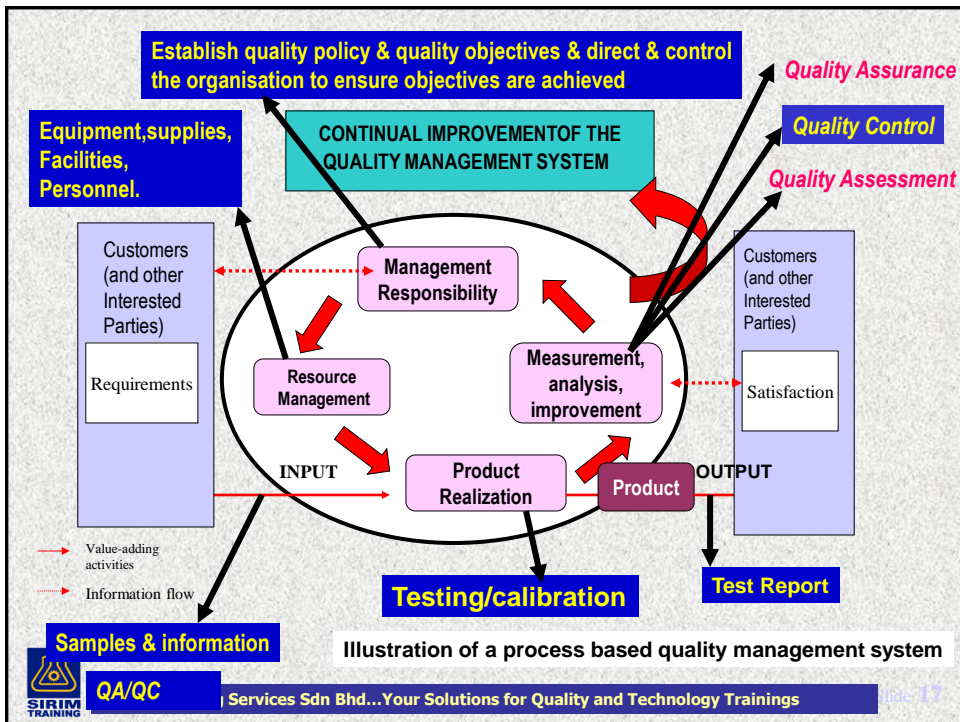 Establish quality policy & quality objectives & direct & control
the organisation to ensure objectives are achieved
Quality Assurance
Quality Control
Quality Assessment
Equipment,supplies,
Facilities,
Personnel.
CONTINUAL IMPROVEMENTOF THE
QUALITY MANAGEMENT SYSTEM
Customers
(and other
Interested
Parties)
Requirements
Management
Responsibility
Resource
Management
Measurement,
analysis,
improvement
Customers
(and other
Interested
Parties)
Satisfaction
INPUT
Product
Realization
Product
OUTPUT
Value-adding
activities
Information flow
Testing/calibration
Test Report
Samples & information
Illustration of a process based quality management system
QA/QC
SIRIM
TRAINING
Services Sdn Bhd...Your Solutions for Quality and Technology Trainings
17